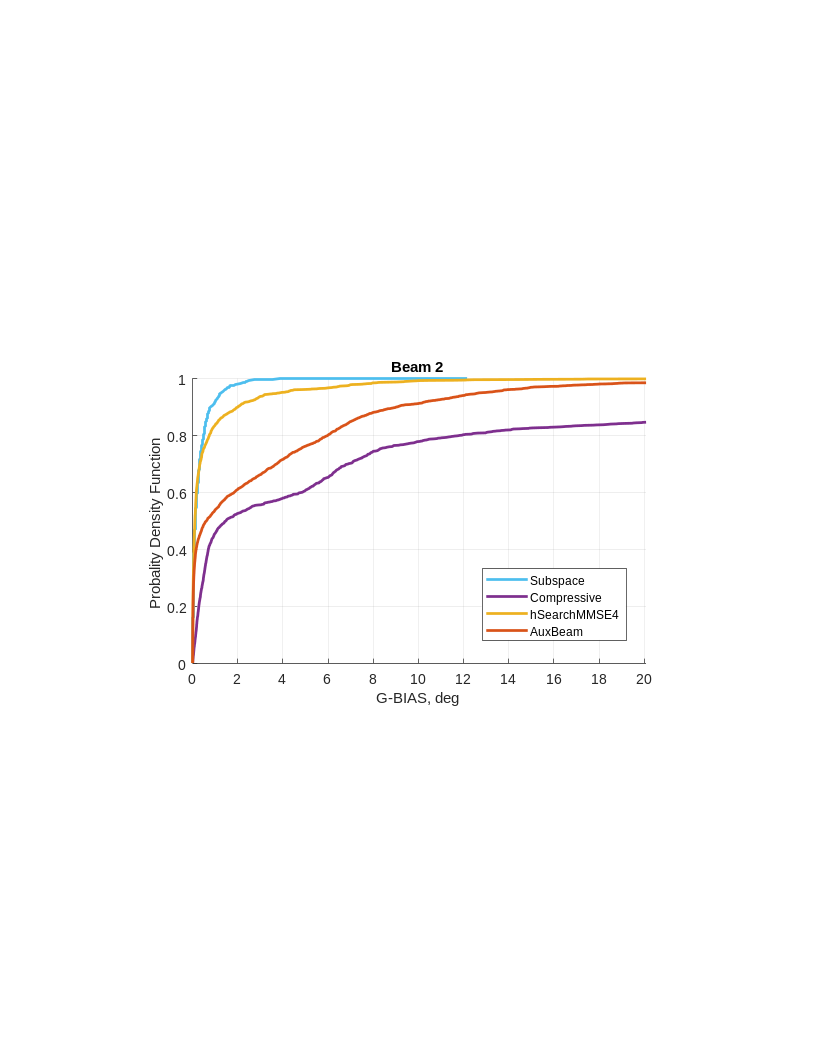 Beam 2
Probality Density Function
1
0.8
0.6
0.4
0.2
0
0 2 4 6 8 10 12 14 16 18 20
G-BIAS, deg
Subspace
Compressive
hSearchMMSE4
AuxBeam